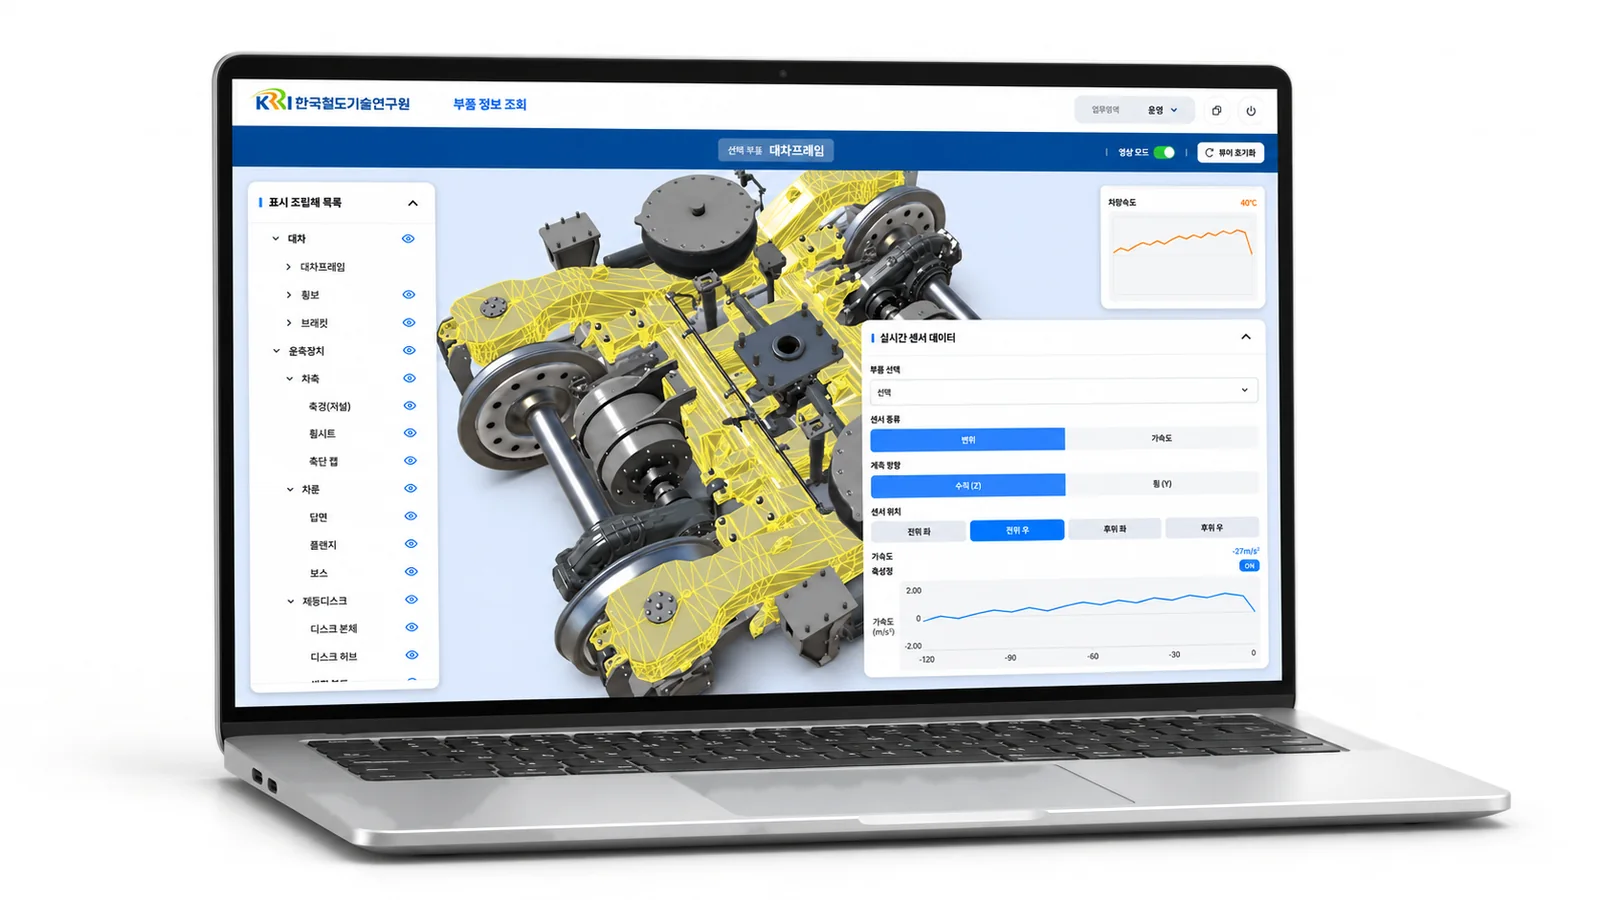 KRRI 한국철도기술연구원
부품 정보 조회
업무영역 운영
선택 부품 대차프레임
영상 모드
뷰어 초기화
표시 조립해 목록
대차
대차프레임
횡보
브래킷
운축장치
차축
축경(저널)
휠시트
축단 캡
차륜
답면
플랜지
보스
제동디스크
디스크 본체
디스크 허브
차량속도 40°C
실시간 센서 데이터
부품 선택
선택
센서 종류
변위 가속도
계측 방향
수직 (Z) 횡 (Y)
센서 위치
전위 좌 전위 우 후위 좌 후위 우
가속도 -27m/s²
축성정 ON
2.00
0
-2.00
가속도
(m/s²)
-120 -90 -60 -30 0